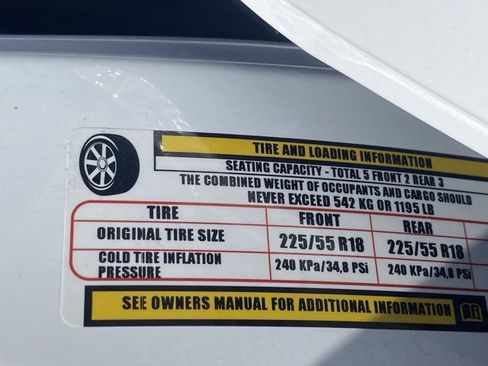 TIRE AND LOADING INFORMATION
SEATING CAPACITY - TOTAL 5 FRONT 2 REAR 3
THE COMBINED WEIGHT OF OCCUPANTS AND CARGO SHOULD
NEVER EXCEED 542 KG OR 1195 LB
TIRE FRONT REAR
ORIGINAL TIRE SIZE 225/55 R18 225/55 R18
COLD TIRE INFLATION
PRESSURE 240 KPa/34,8 PSi 240 KPa/34,8 PSi
SEE OWNERS MANUAL FOR ADDITIONAL INFORMATION